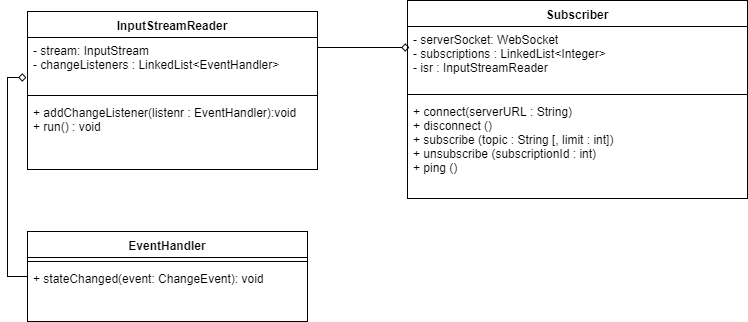 InputStreamReader
- stream: InputStream
- changeListeners : LinkedList<EventHandler>
+ addChangeListener(listenr : EventHandler):void
+ run() : void
Subscriber
- serverSocket: WebSocket
- subscriptions : LinkedList<Integer>
- isr : InputStreamReader
+ connect(serverURL : String)
+ disconnect ()
+ subscribe (topic : String [, limit : int])
+ unsubscribe (subscriptionId : int)
+ ping ()
EventHandler
+ stateChanged(event: ChangeEvent): void